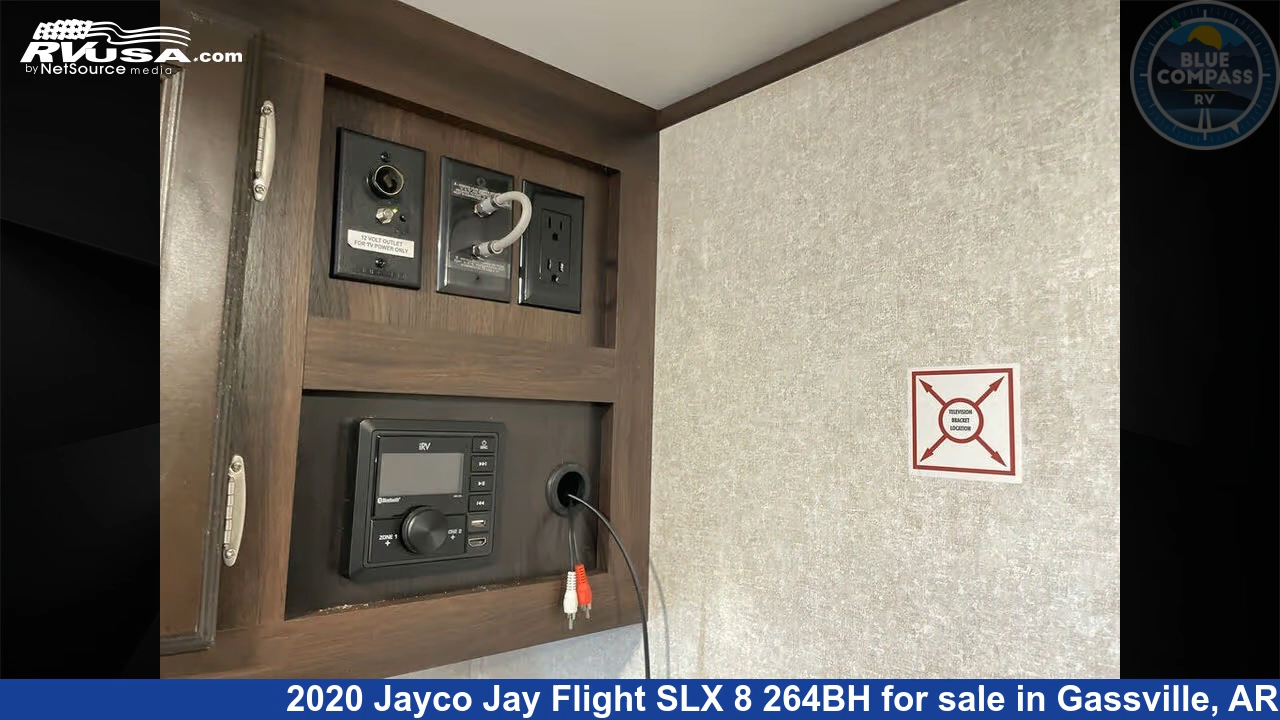 RVUSA.com
by NetSource media
BLUE
COMPASS
RV
12 VOLT OUTLET
FOR TV POWER ONLY
iRV
Bluetooth
ZONE 1
ZONE 2
TELEVISION
BRACKET
LOCATION
2020 Jayco Jay Flight SLX 8 264BH for sale in Gassville, AR